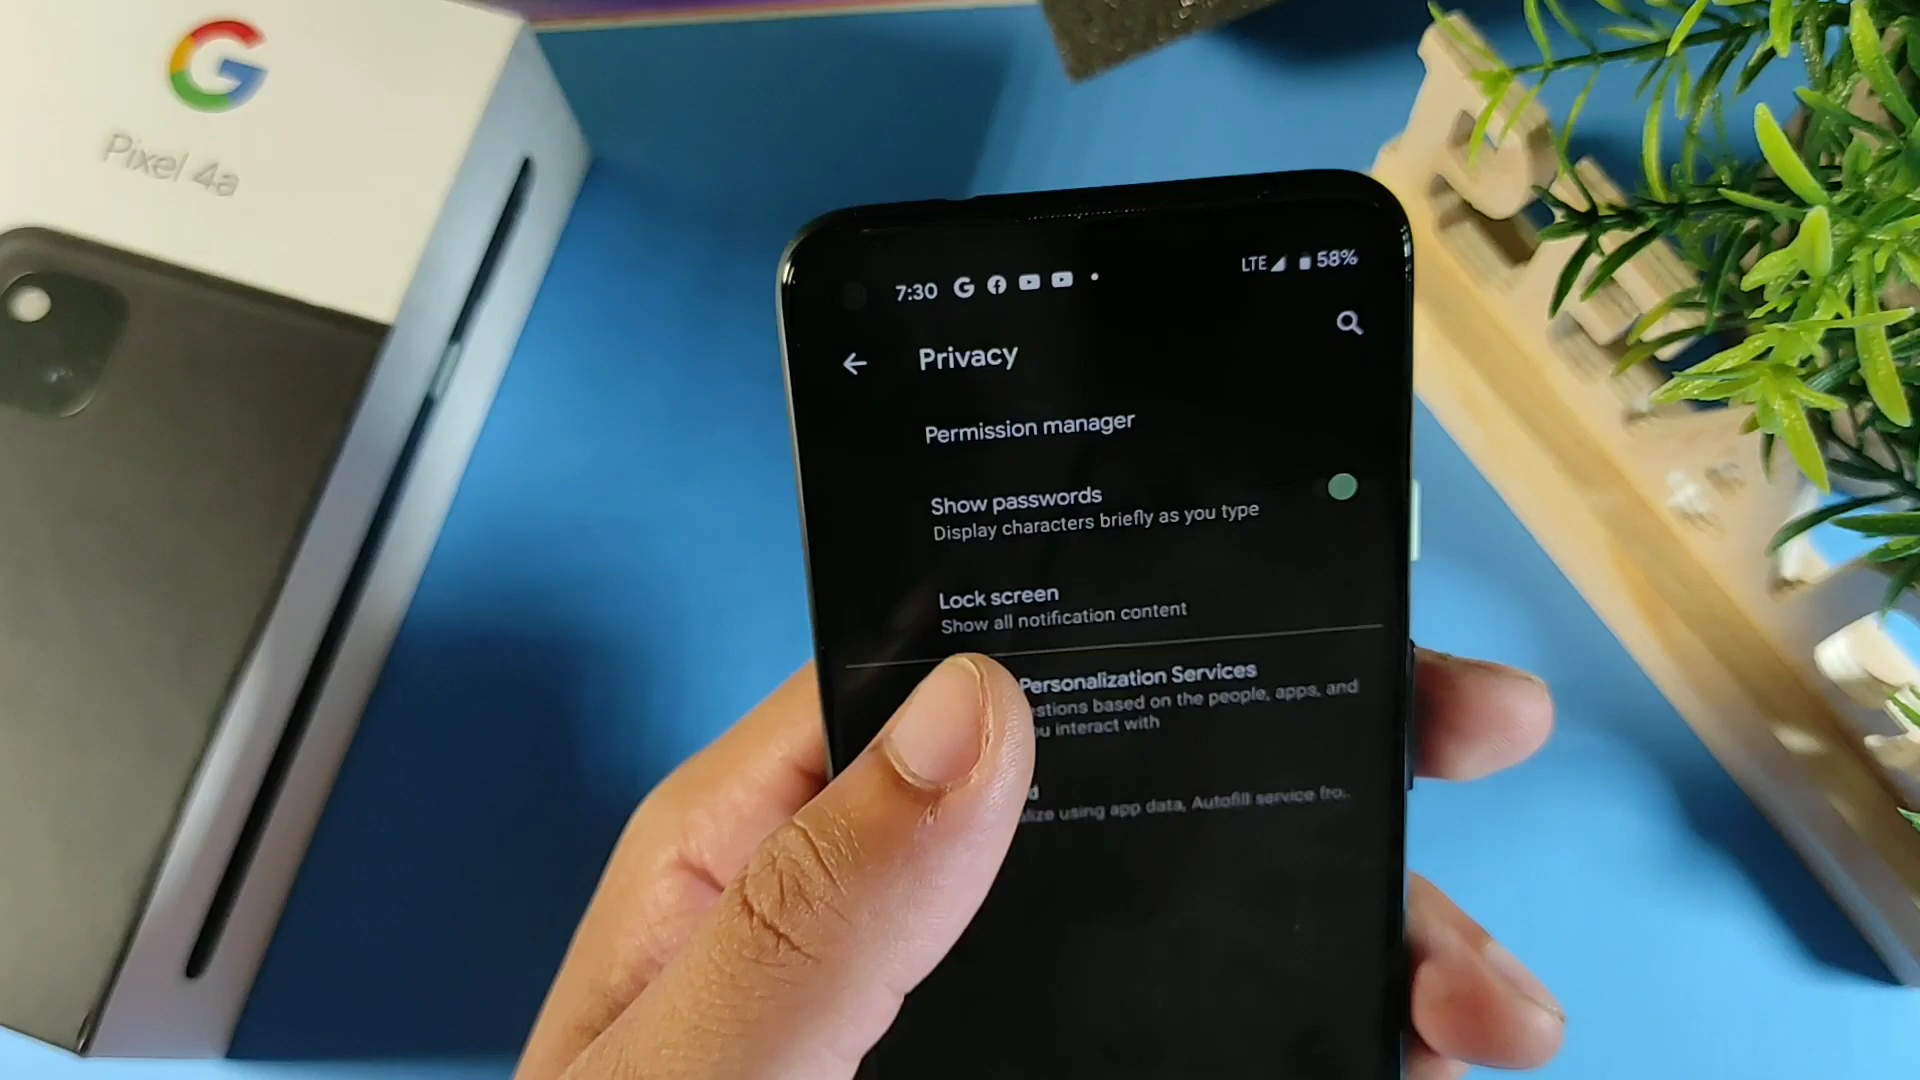 G
Pixel 4a
7:30
LTE 58%
Privacy
Permission manager
Show passwords
Display characters briefly as you type
Lock screen
Show all notification content
Personalization Services
stions based on the people, apps, and
ou interact with
d
alize using app data, Autofill service fro..